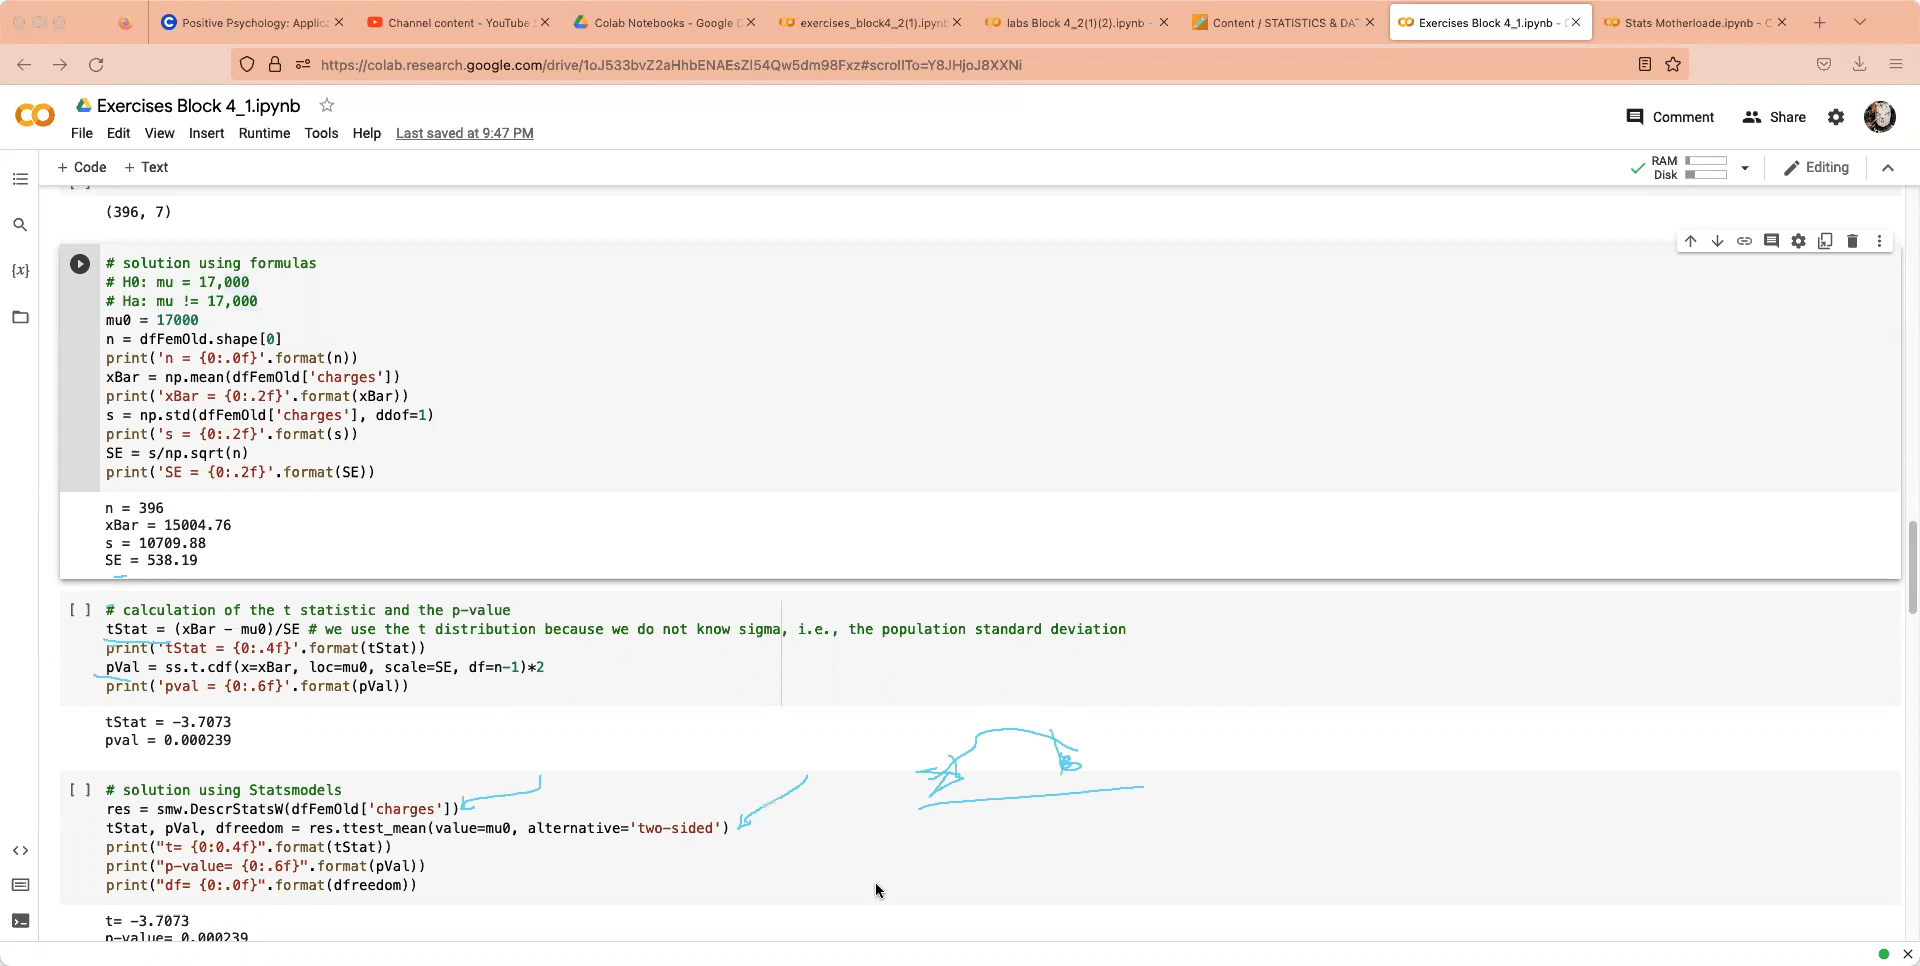 Positive Psychology: Applic
Channel content - YouTube
Colab Notebooks - Google D
exercises_block4_2(1).ipynb
labs Block 4_2(1)(2).ipynb -
Content / STATISTICS & DAT
Exercises Block 4_1.ipynb -
Stats Motherloade.ipynb - C
https://colab.research.google.com/drive/1oJ533bvZ2aHhbENAEsZl54Qw5dm98Fxz#scrollTo=Y8JHjoJ8XXNi
Exercises Block 4_1.ipynb
Comment
Share
File Edit View Insert Runtime Tools Help Last saved at 9:47 PM
+ Code + Text
RAM
Disk
Editing
(396, 7)
# solution using formulas
# H0: mu = 17,000
# Ha: mu != 17,000
mu0 = 17000
n = dfFemOld.shape[0]
print('n = {0:.0f}'.format(n))
xBar = np.mean(dfFemOld['charges'])
print('xBar = {0:.2f}'.format(xBar))
s = np.std(dfFemOld['charges'], ddof=1)
print('s = {0:.2f}'.format(s))
SE = s/np.sqrt(n)
print('SE = {0:.2f}'.format(SE))
n = 396
xBar = 15004.76
s = 10709.88
SE = 538.19
[ ] # calculation of the t statistic and the p-value
tStat = (xBar - mu0)/SE # we use the t distribution because we do not know sigma, i.e., the population standard deviation
print('tStat = {0:.4f}'.format(tStat))
pVal = ss.t.cdf(x=xBar, loc=mu0, scale=SE, df=n-1)*2
print('pval = {0:.6f}'.format(pVal))
tStat = -3.7073
pval = 0.000239
[ ] # solution using Statsmodels
res = smw.DescrStatsW(dfFemOld['charges'])
tStat, pVal, dfreedom = res.ttest_mean(value=mu0, alternative='two-sided')
print("t= {0:0.4f}".format(tStat))
print("p-value= {0:.6f}".format(pVal))
print("df= {0:.0f}".format(dfreedom))
t= -3.7073
p-value= 0.000239